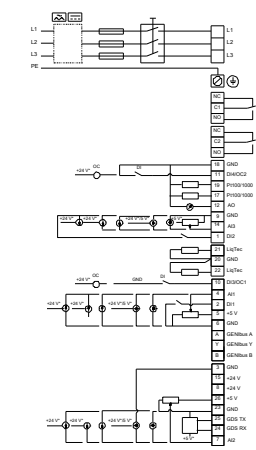 L1 L1
L2 L2
L3 L3
PE
NC
C1
NO
NC
C2
NO
18 GND
+24 V* OC DI 11 DI4/OC2
19 Pt100/1000
17 Pt100/1000
12 AO
9 GND
+24 V* +24 V* +24 V*/5 V* +5 V* 14 AI3
1 DI2
21 LiqTec
20 GND
22 LiqTec
+24 V* OC GND DI 10 DI3/OC1
4 AI1
+24 V* +24 V* +24 V*/5 V* 2 DI1
5 +5 V
6 GND
A GENIbus A
Y GENIbus Y
B GENIbus B
3 GND
15 +24 V
8 +24 V
26 +5 V
23 GND
25 GDS TX
+24 V* +24 V* +24 V*/5 V* 24 GDS RX
+5 V* 7 AI2